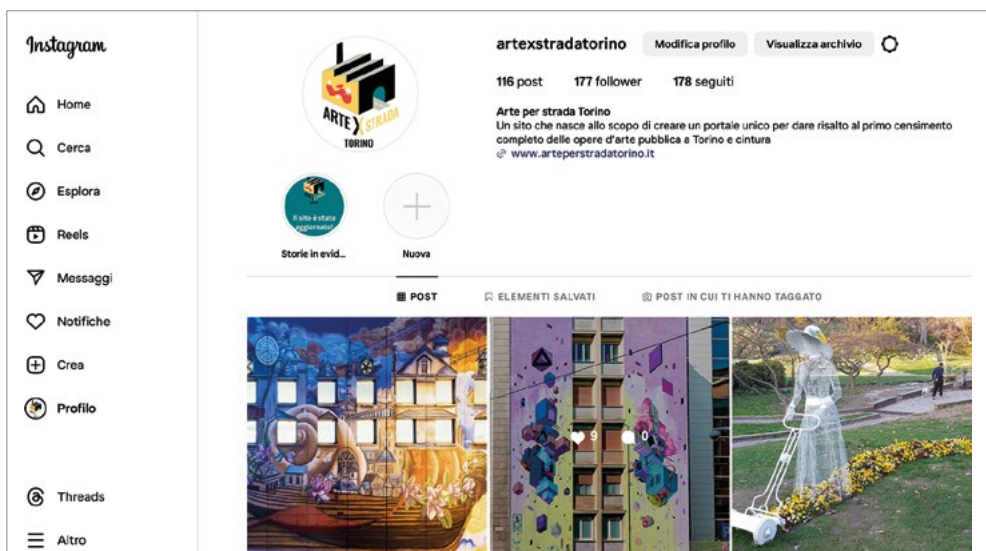 Instagram
Home
Cerca
Esplora
Reels
Messaggi
Notifiche
Crea
Profilo
Threads
Altro
ARTE X STRADA
TORINO
artexstradatorino Modifica profilo Visualizza archivio
116 post 177 follower 178 seguiti
Arte per strada Torino
Un sito che nasce allo scopo di creare un portale unico per dare risalto al primo censimento
completo delle opere d'arte pubblica a Torino e cintura
www.arteperstradatorino.it
Il sito è stato
aggiornato!
Storie in evid... Nuova
POST ELEMENTI SALVATI POST IN CUI TI HANNO TAGGATO
9 0